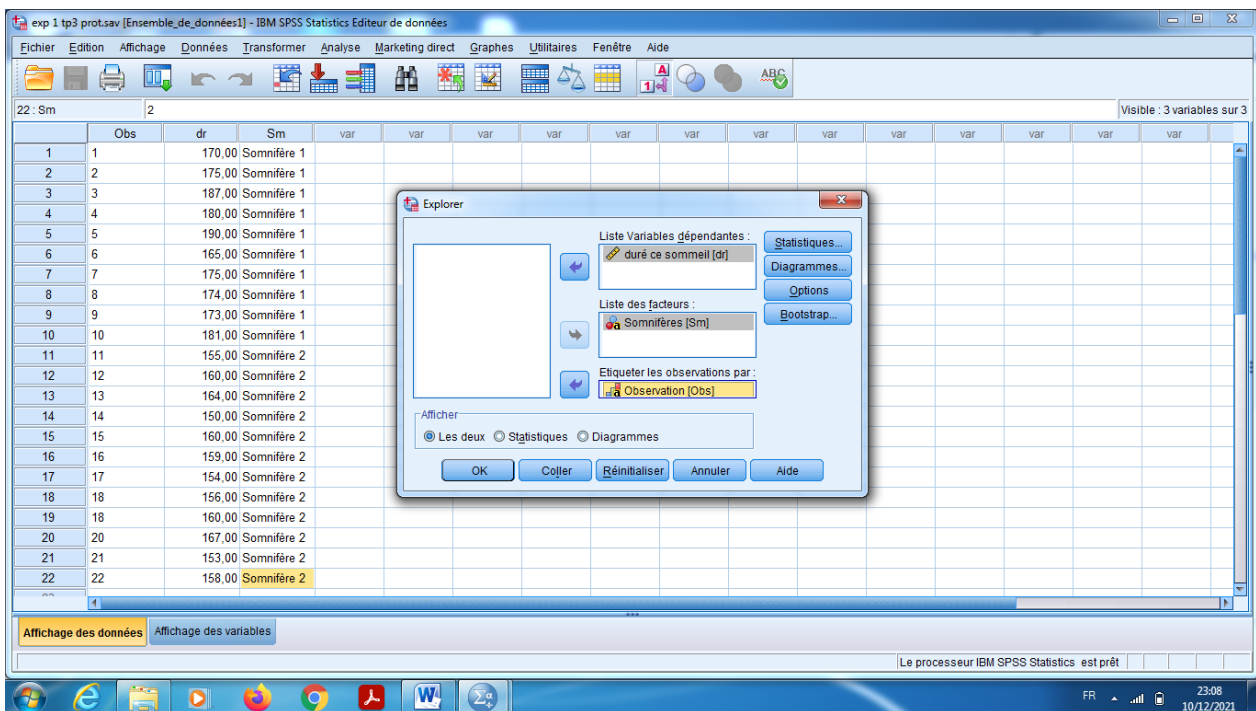 exp 1 tp3 prot.sav [Ensemble_de_données1] - IBM SPSS Statistics Editeur de données
Fichier Edition Affichage Données Transformer Analyse Marketing direct Graphes Utilitaires Fenêtre Aide
22 : Sm 2 Visible : 3 variables sur 3
Obs dr Sm var var var var var var var var var var var var
1 1 170,00 Somnifère 1
2 2 175,00 Somnifère 1
3 3 187,00 Somnifère 1
4 4 180,00 Somnifère 1
5 5 190,00 Somnifère 1
6 6 165,00 Somnifère 1
7 7 175,00 Somnifère 1
8 8 174,00 Somnifère 1
9 9 173,00 Somnifère 1
10 10 181,00 Somnifère 1
11 11 155,00 Somnifère 2
12 12 160,00 Somnifère 2
13 13 164,00 Somnifère 2
14 14 150,00 Somnifère 2
15 15 160,00 Somnifère 2
16 16 159,00 Somnifère 2
17 17 154,00 Somnifère 2
18 18 156,00 Somnifère 2
19 18 160,00 Somnifère 2
20 20 167,00 Somnifère 2
21 21 153,00 Somnifère 2
22 22 158,00 Somnifère 2
Explorer
Liste Variables dépendantes :
duré ce sommeil [dr]
Liste des facteurs :
Somnifères [Sm]
Etiqueter les observations par :
Observation [Obs]
Statistiques...
Diagrammes...
Options
Bootstrap...
Afficher
Les deux Statistiques Diagrammes
OK Coller Réinitialiser Annuler Aide
Affichage des données Affichage des variables
Le processeur IBM SPSS Statistics est prêt
FR 23:08
10/12/2021